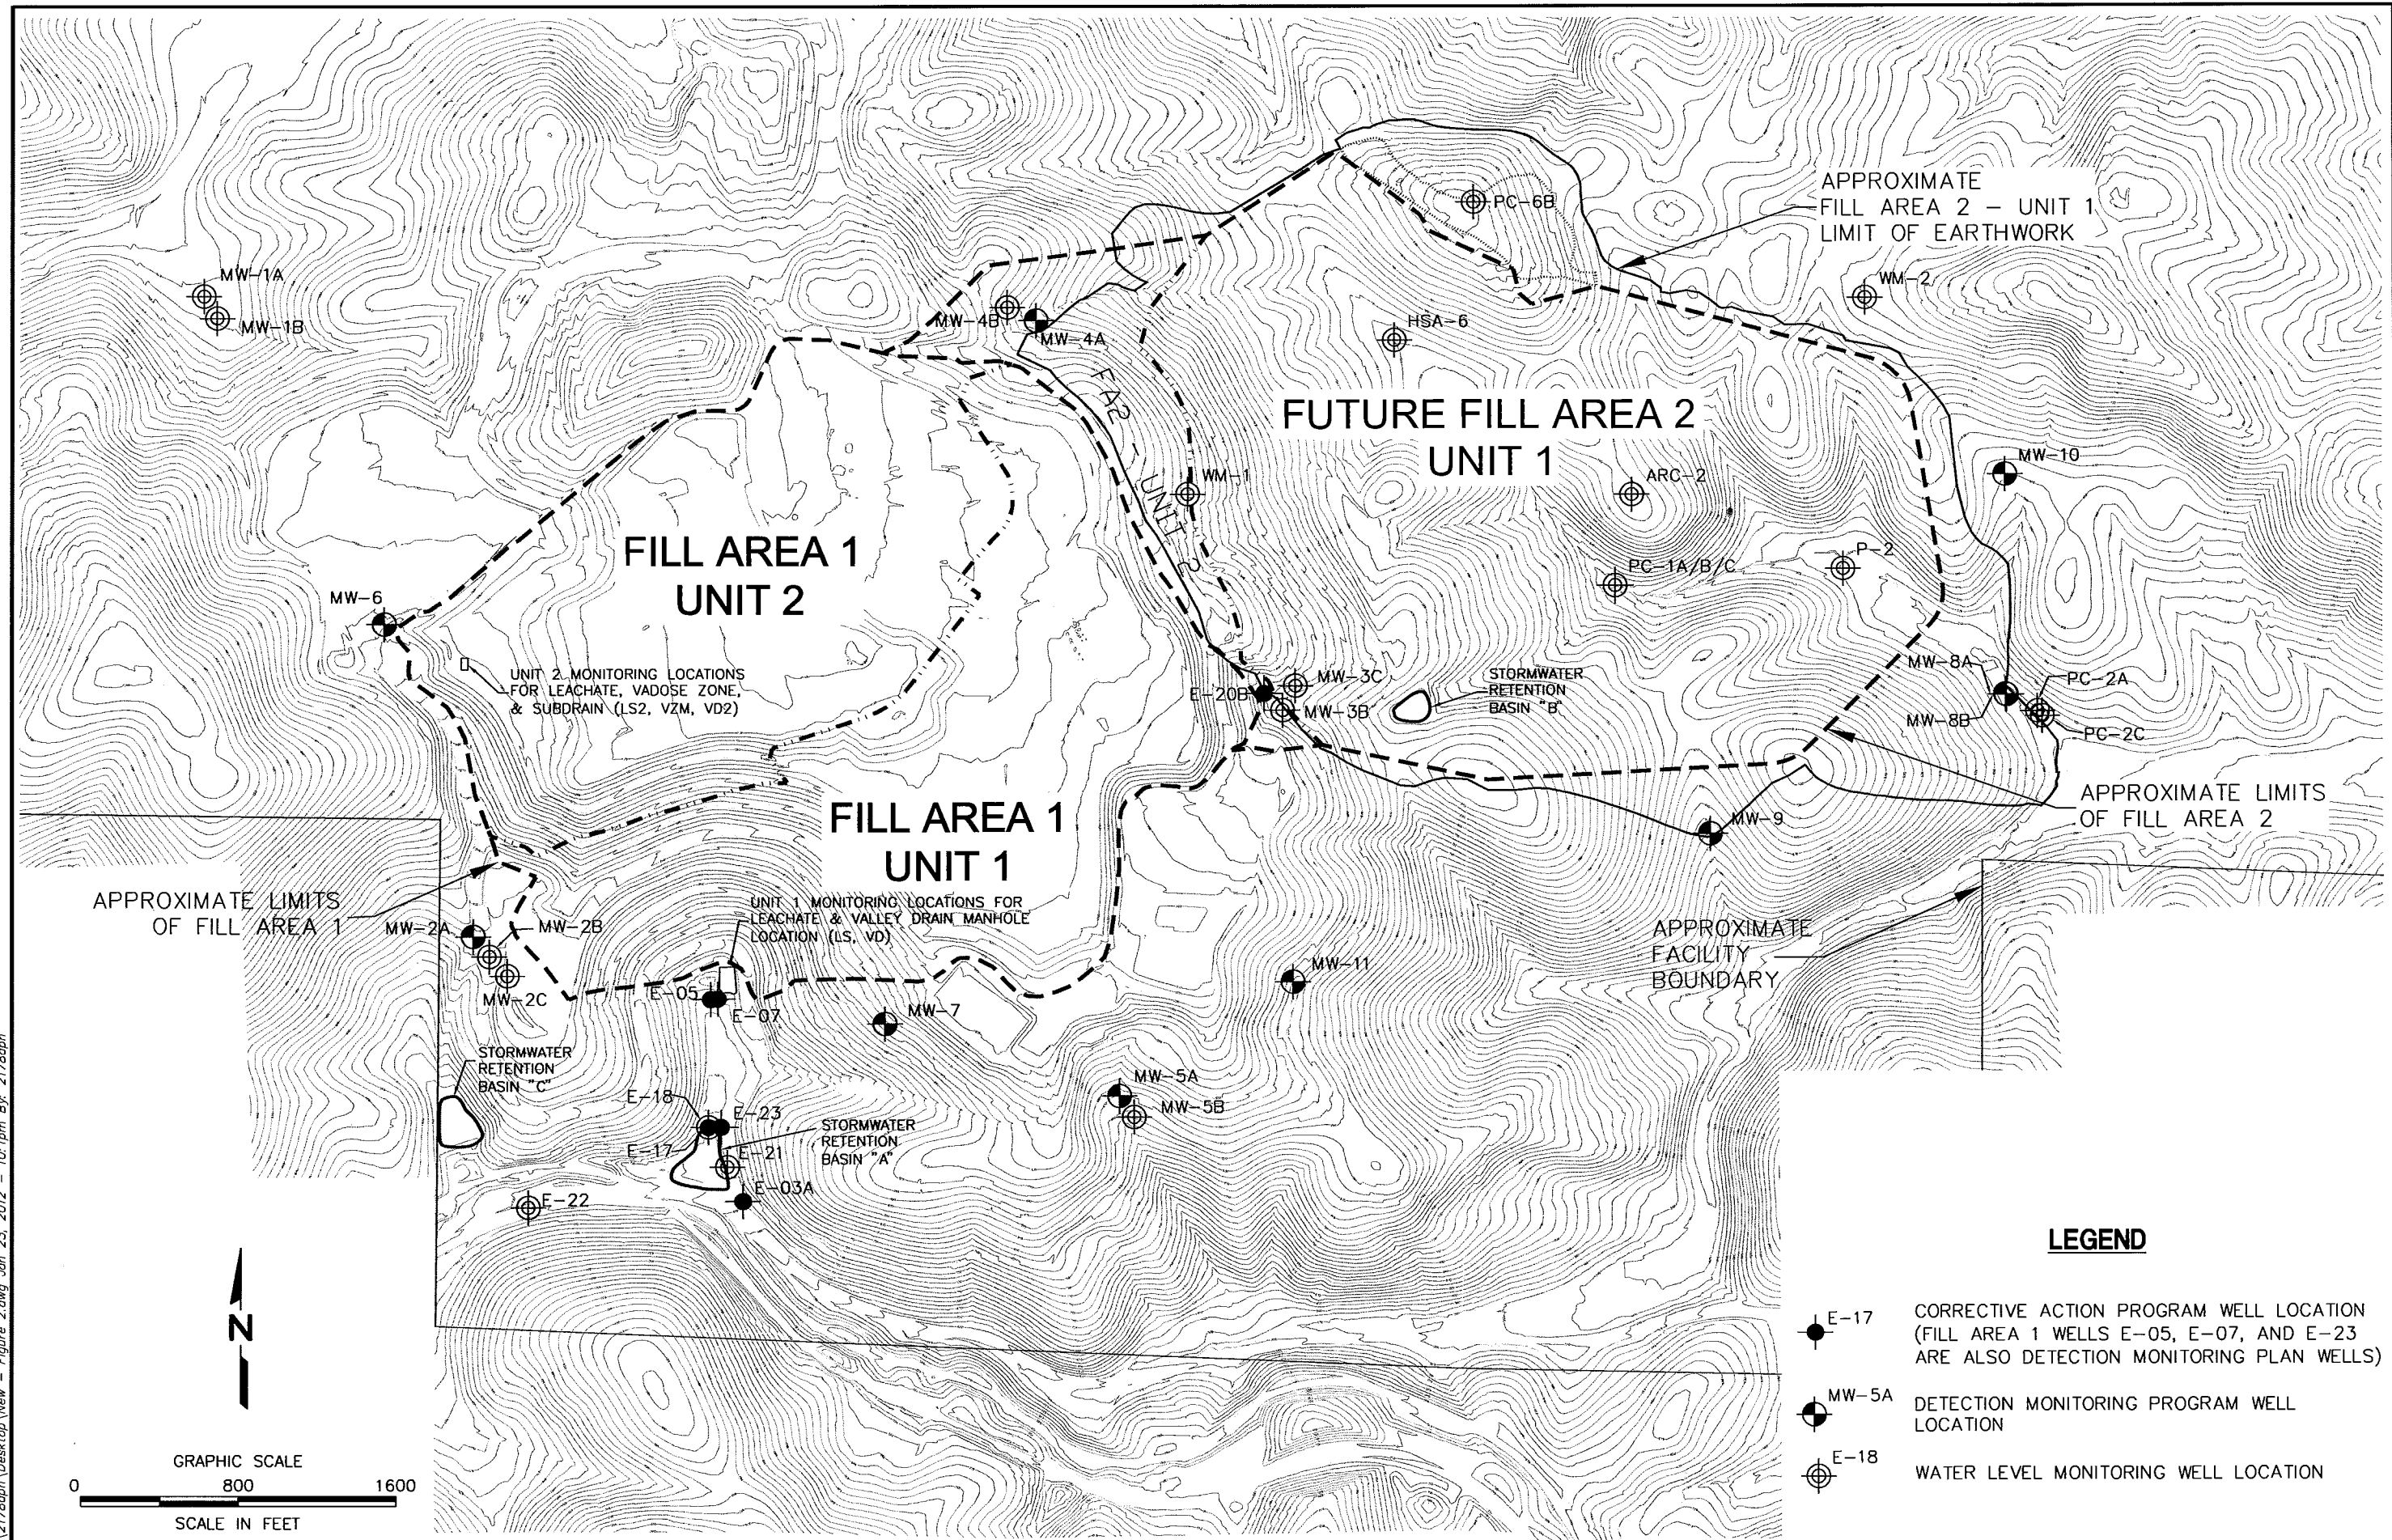 APPROXIMATE
FILL AREA 2 – UNIT 1
LIMIT OF EARTHWORK
PC-6B
MW-1A
MW-1B
WM-2
MW-4B
MW-4A
HSA-6
FUTURE FILL AREA 2
UNIT 1
FA2 – UNIT 2
WM-1
ARC-2
MW-10
FILL AREA 1
UNIT 2
P-2
PC-1A/B/C
MW-6
UNIT 2 MONITORING LOCATIONS
FOR LEACHATE, VADOSE ZONE,
& SUBDRAIN (LS2, VZM, VD2)
E-20B
MW-3C
MW-3B
STORMWATER
RETENTION
BASIN "B"
MW-8A
MW-8B
PC-2A
PC-2C
FILL AREA 1
UNIT 1
MW-9
APPROXIMATE LIMITS
OF FILL AREA 2
APPROXIMATE LIMITS
OF FILL AREA 1
UNIT 1 MONITORING LOCATIONS FOR
LEACHATE & VALLEY DRAIN MANHOLE
LOCATION (LS, VD)
MW-2A
MW-2B
MW-2C
E-05
E-07
MW-7
MW-11
APPROXIMATE
FACILITY
BOUNDARY
STORMWATER
RETENTION
BASIN "C"
MW-5A
MW-5B
E-18
E-23
E-17
E-21
STORMWATER
RETENTION
BASIN "A"
E-03A
E-22
N
GRAPHIC SCALE
0 800 1600
SCALE IN FEET
LEGEND
E-17 CORRECTIVE ACTION PROGRAM WELL LOCATION
(FILL AREA 1 WELLS E-05, E-07, AND E-23
ARE ALSO DETECTION MONITORING PLAN WELLS)
MW-5A DETECTION MONITORING PROGRAM WELL
LOCATION
E-18 WATER LEVEL MONITORING WELL LOCATION